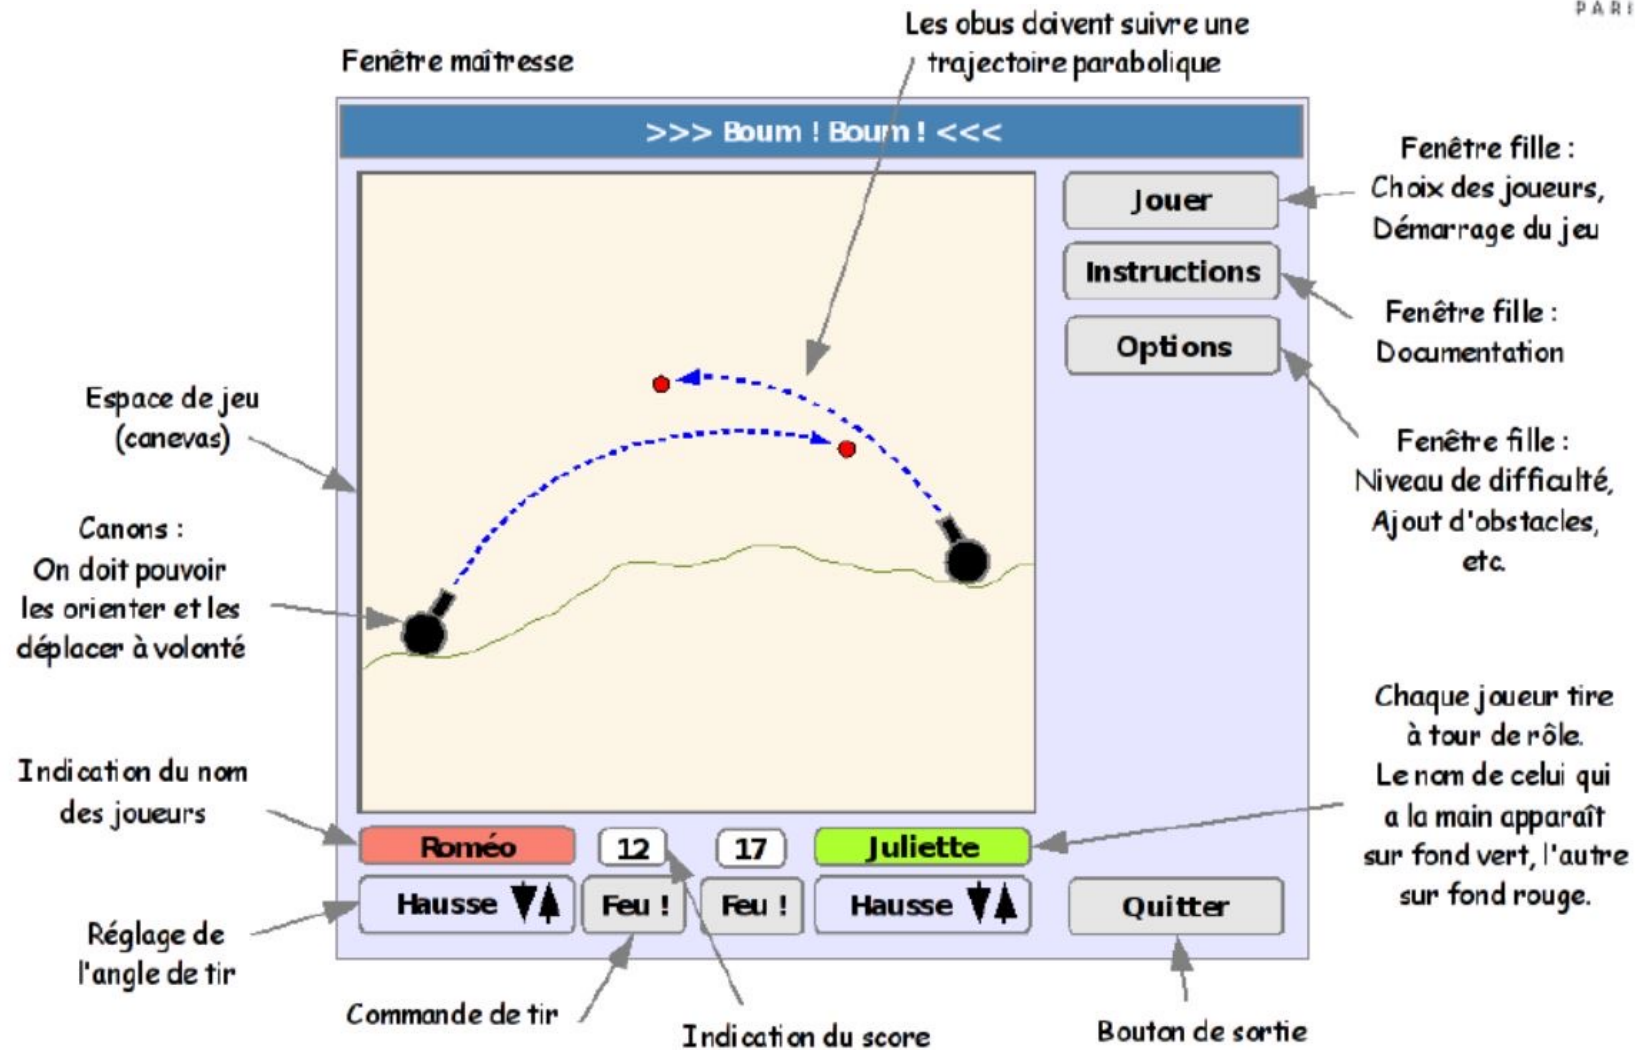 PARI
Les obus doivent suivre une
trajectoire parabolique
Fenêtre maîtresse
>>> Boum ! Boum ! <<<
Jouer
Instructions
Options
Fenêtre fille :
Choix des joueurs,
Démarrage du jeu
Fenêtre fille :
Documentation
Fenêtre fille :
Niveau de difficulté,
Ajout d'obstacles,
etc.
Espace de jeu
(canevas)
Canons :
On doit pouvoir
les orienter et les
déplacer à volonté
Chaque joueur tire
à tour de rôle.
Le nom de celui qui
a la main apparaît
sur fond vert, l'autre
sur fond rouge.
Indication du nom
des joueurs
Roméo
12
17
Juliette
Hausse
Feu !
Feu !
Hausse
Quitter
Réglage de
l'angle de tir
Commande de tir
Indication du score
Bouton de sortie